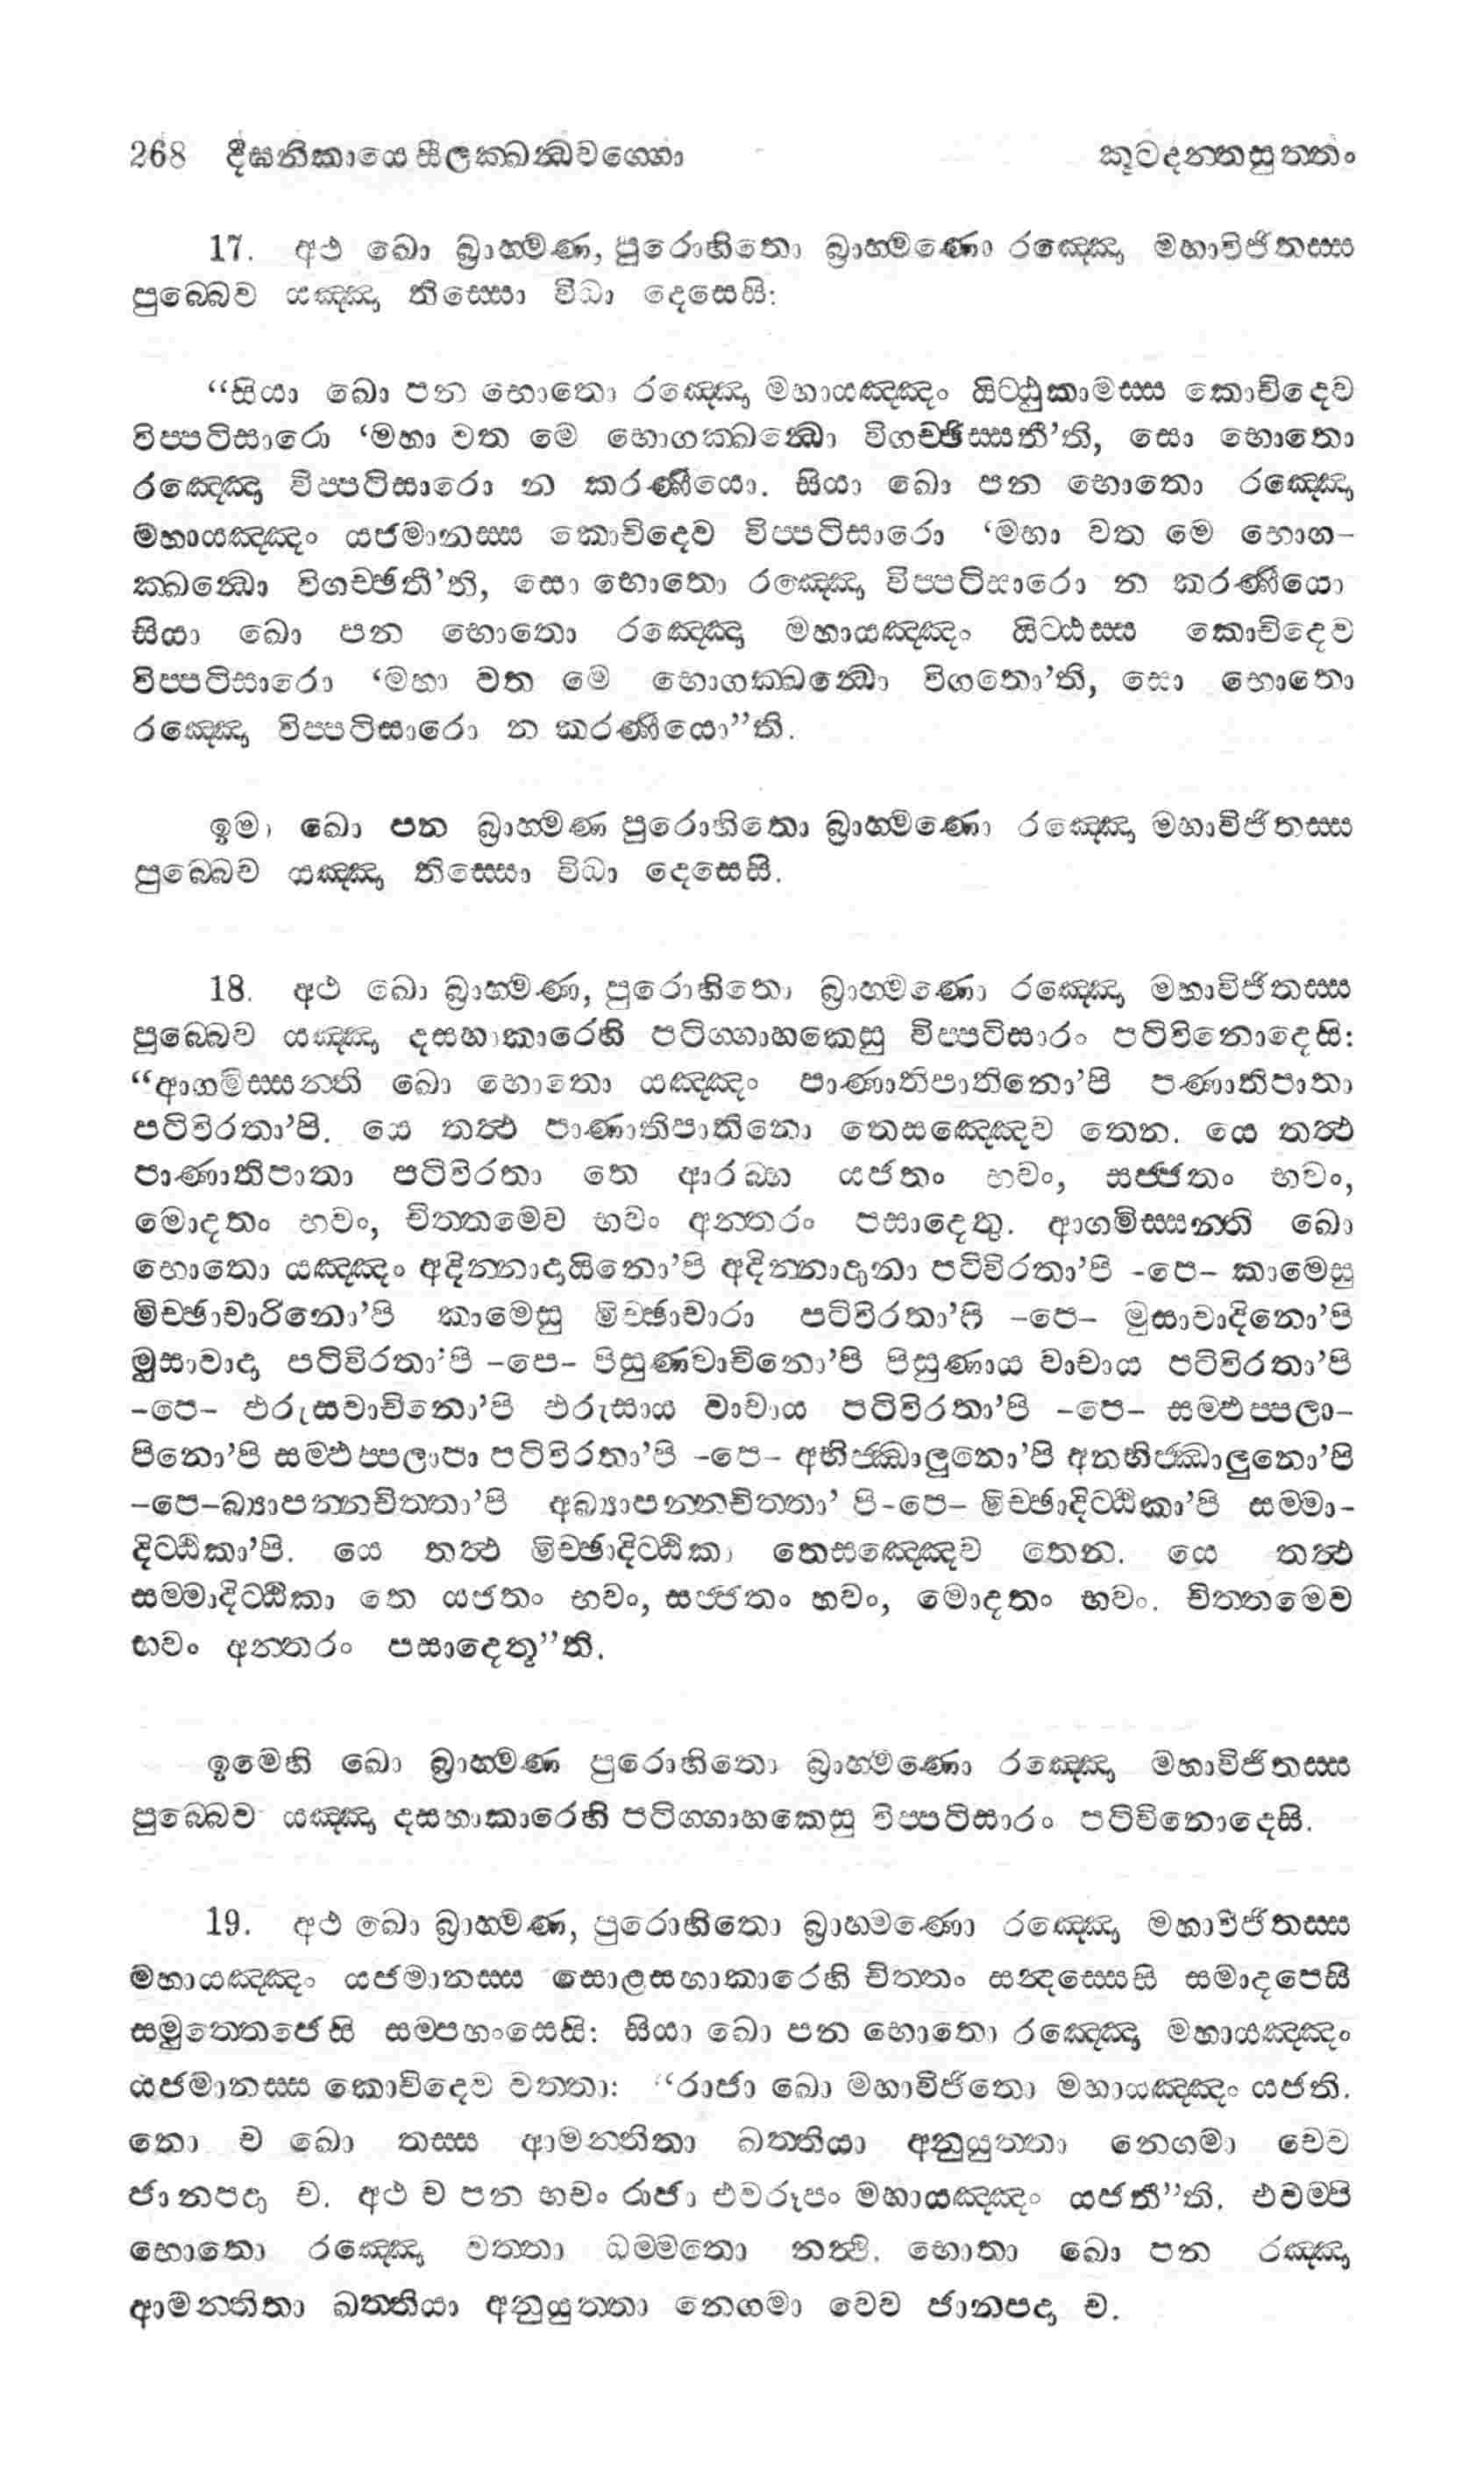 268 දීඝනිකායෙ සීලක්ඛන්ධවග්ගො කූටදන්තසුත්තං
17. අථ ඛො බ්‍රාහ්මණ, පුරොහිතො බ්‍රාහ්මණො රඤ්ඤො මහාවිජිතස්ස
පුබ්බෙව යඤ්ඤා තිස්සො විධා දෙසෙසි:
“සියා ඛො පන භොතො රඤ්ඤො මහායඤ්ඤං යිට්ඨුකාමස්ස කොචිදෙව
විප්පටිසාරො ‘මහා වත මෙ භොගක්ඛන්ධො විගච්ඡිස්සතී’ති, සො භොතො
රඤ්ඤො විප්පටිසාරො න කරණීයො. සියා ඛො පන භොතො රඤ්ඤො
මහායඤ්ඤං යජමානස්ස කොචිදෙව විප්පටිසාරො ‘මහා වත මෙ භොග-
ක්ඛන්ධො විගච්ඡතී’ති, සො භොතො රඤ්ඤො විප්පටිසාරො න කරණීයො
සියා ඛො පන භොතො රඤ්ඤො මහායඤ්ඤං යිට්ඨස්ස කොචිදෙව
විප්පටිසාරො ‘මහා වත මෙ භොගක්ඛන්ධො විගතො’ති, සො භොතො
රඤ්ඤො විප්පටිසාරො න කරණීයො”ති.
ඉමා ඛො පන බ්‍රාහ්මණ පුරොහිතො බ්‍රාහ්මණො රඤ්ඤො මහාවිජිතස්ස
පුබ්බෙව යඤ්ඤා තිස්සො විධා දෙසෙසි.
18. අථ ඛො බ්‍රාහ්මණ, පුරොහිතො බ්‍රාහ්මණො රඤ්ඤො මහාවිජිතස්ස
පුබ්බෙව යඤ්ඤා දසහාකාරෙහි පටිග්ගාහකෙසු විප්පටිසාරං පටිවිනොදෙසි:
“ආගමිස්සන්ති ඛො භොතො යඤ්ඤං පාණාතිපාතිනො’පි පණාතිපාතා
පටිවිරතා’පි. යෙ තත්‍ථ පාණාතිපාතිනො තෙසඤ්ඤෙව තෙන. යෙ තත්‍ථ
පාණාතිපාතා පටිවිරතා තෙ ආරබ්භ යජතං භවං, සජ්ජතං භවං,
මොදතං භවං, චිත්තමෙව භවං අන්තරං පසාදෙතු. ආගමිස්සන්ති ඛො
භොතො යඤ්ඤං අදින්නාදායිනො’පි අදින්නාදානා පටිවිරතා’පි -පෙ- කාමෙසු
මිච්ඡාචාරිනො’පි කාමෙසු මිච්ඡාචාරා පටිවිරතා’පි -පෙ- මුසාවාදිනො’පි
මුසාවාදා පටිවිරතා’පි -පෙ- පිසුණවාචිනො’පි පිසුණාය වාචාය පටිවිරතා’පි
-පෙ- ඵරුසවාචිනො’පි ඵරුසාය වාචාය පටිවිරතා’පි -පෙ- සම්ඵප්පලා-
පිනො’පි සම්ඵප්පලාපා පටිවිරතා’පි -පෙ- අභිජ්ඣාලුනො’පි අනභිජ්ඣාලුනො’පි
-පෙ-බ්‍යාපන්නචිත්තා’පි අබ්‍යාපන්නචිත්තා’ පි-පෙ- මිච්ඡාදිට්ඨිකා’පි සම්මා-
දිට්ඨිකා’පි. යෙ තත්‍ථ මිච්ඡාදිට්ඨිකා තෙසඤ්ඤෙව තෙන. යෙ තත්‍ථ
සම්මාදිට්ඨිකා තෙ යජතං භවං, සජ්ජතං භවං, මොදතං භවං. චිත්තමෙව
භවං අන්තරං පසාදෙතූ”ති.
ඉමෙහි ඛො බ්‍රාහ්මණ පුරොහිතො බ්‍රාහ්මණො රඤ්ඤො මහාවිජිතස්ස
පුබ්බෙව යඤ්ඤා දසහාකාරෙහි පටිග්ගාහකෙසු විප්පටිසාරං පටිවිනොදෙසි.
19. අථ ඛො බ්‍රාහ්මණ, පුරොහිතො බ්‍රාහ්මණො රඤ්ඤො මහාවිජිතස්ස
මහායඤ්ඤං යජමානස්ස සොළසහාකාරෙහි චිත්තං සන්දස්සෙසි සමාදපෙසි
සමුත්තෙජෙසි සම්පහංසෙසි: සියා ඛො පන භොතො රඤ්ඤො මහායඤ්ඤං
යජමානස්ස කොචිදෙව වත්තා: “රාජා ඛො මහාවිජිතො මහායඤ්ඤං යජති.
නො ච ඛො තස්ස ආමන්තිතා ඛත්තියා අනුයුත්තා නෙගමා චෙව
ජානපදා ච. අථ ච පන භවං රාජා එවරූපං මහායඤ්ඤං යජතී”ති. එවම්පි
භොතො රඤ්ඤො වත්තා ධම්මතො නත්‍ථි. භොතා ඛො පන රඤ්ඤා
ආමන්තිතා ඛත්තියා අනුයුත්තා නෙගමා චෙව ජානපදා ච.